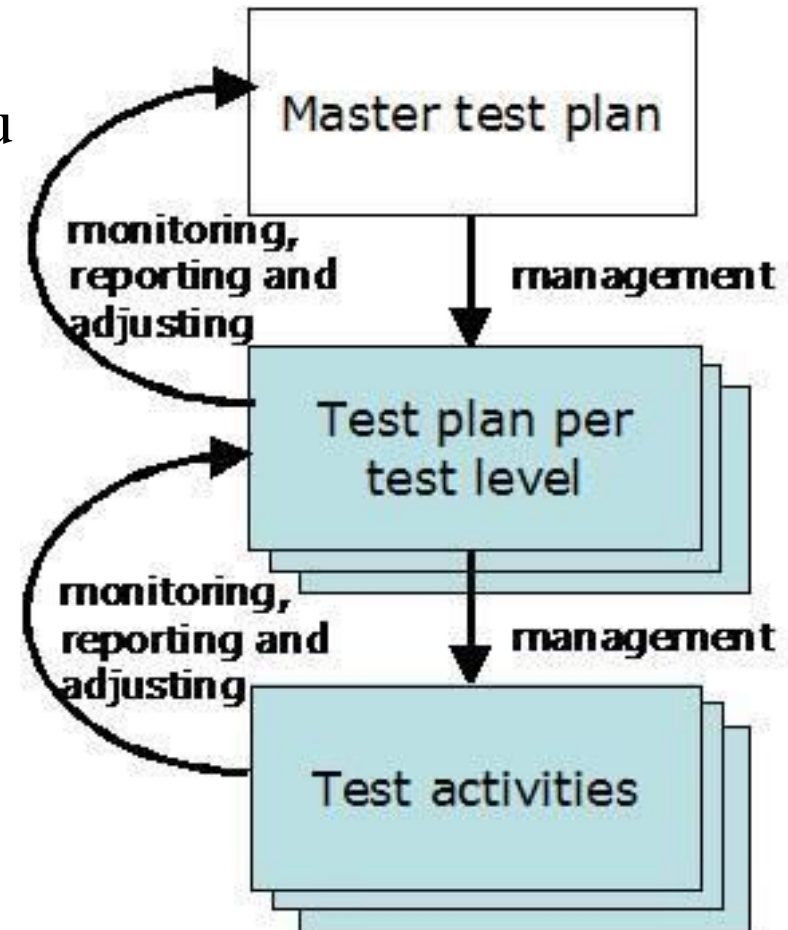 u
Master test plan
monitoring,
reporting and
adjusting
management
Test plan per
test level
monitoring,
reporting and
adjusting
management
Test activities